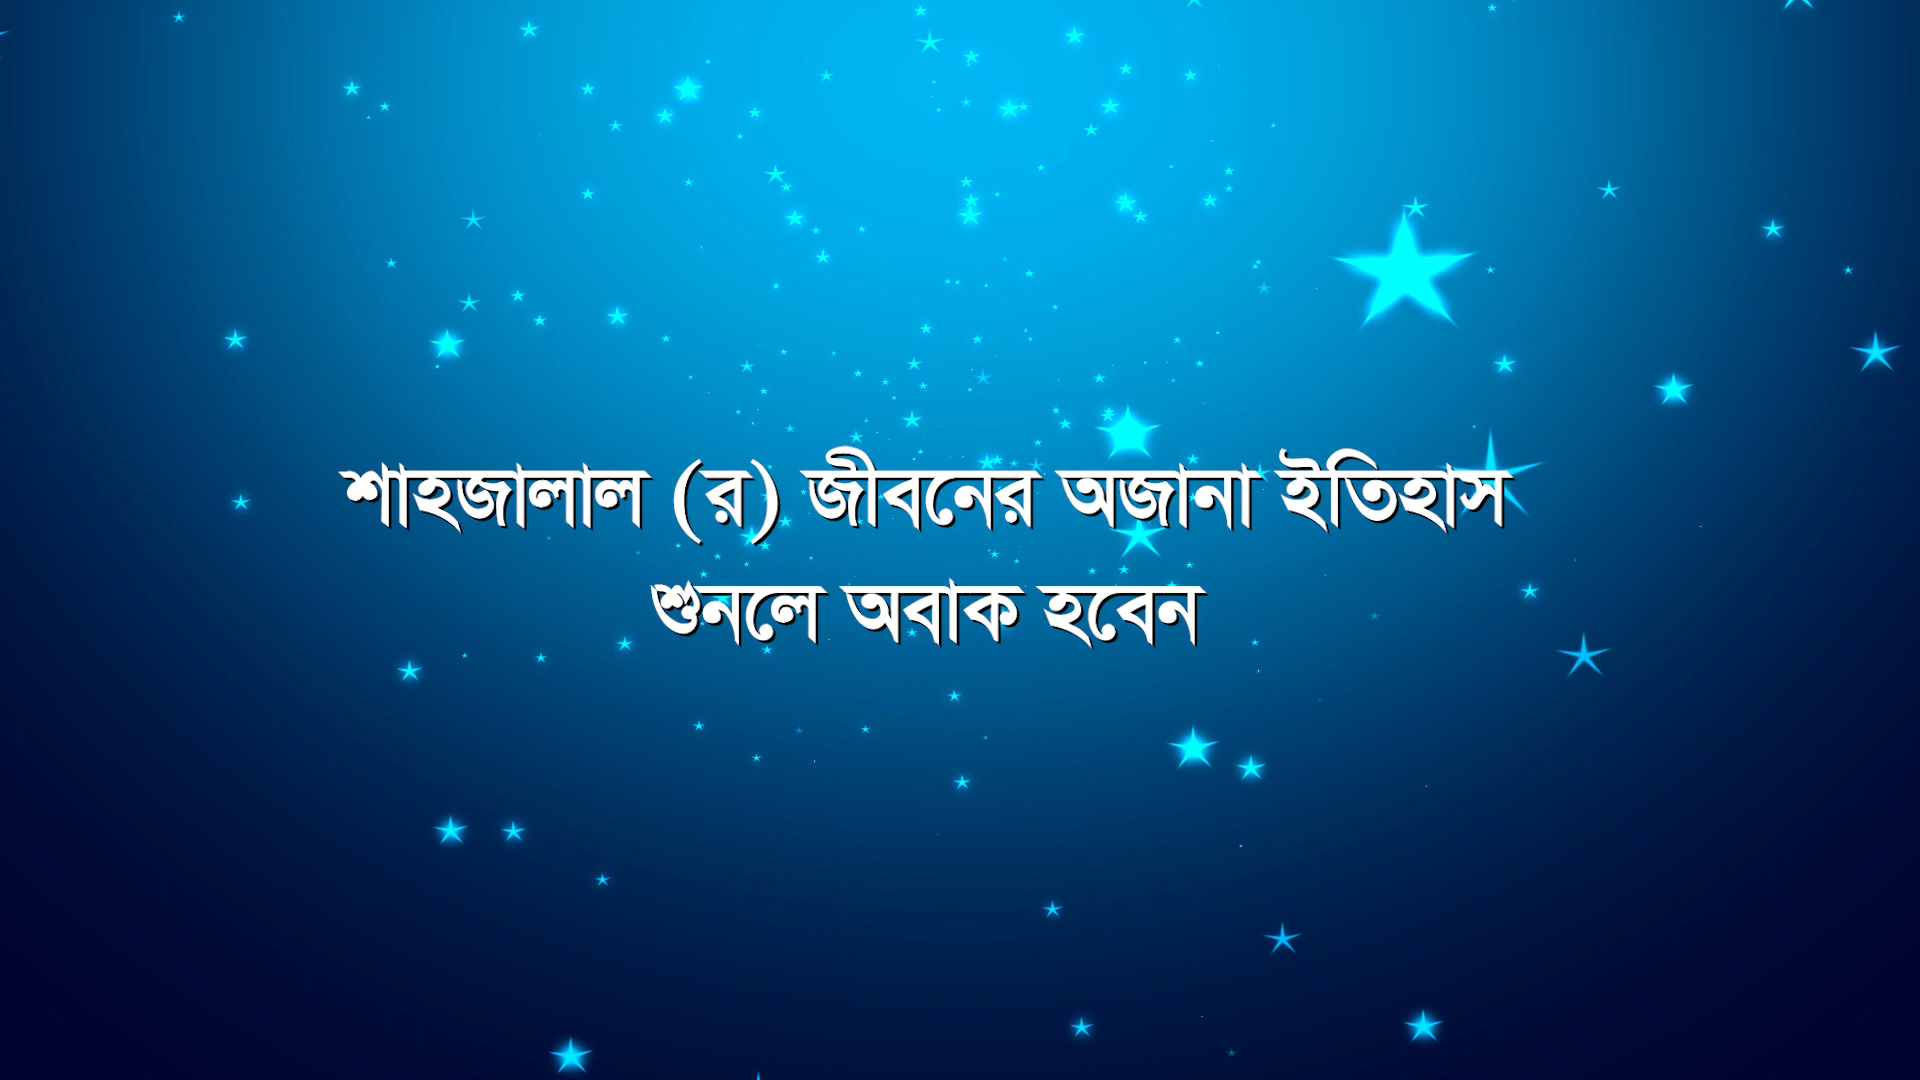 শাহজালাল (র) জীবনের অজানা ইতিহাস
শুনলে অবাক হবেন